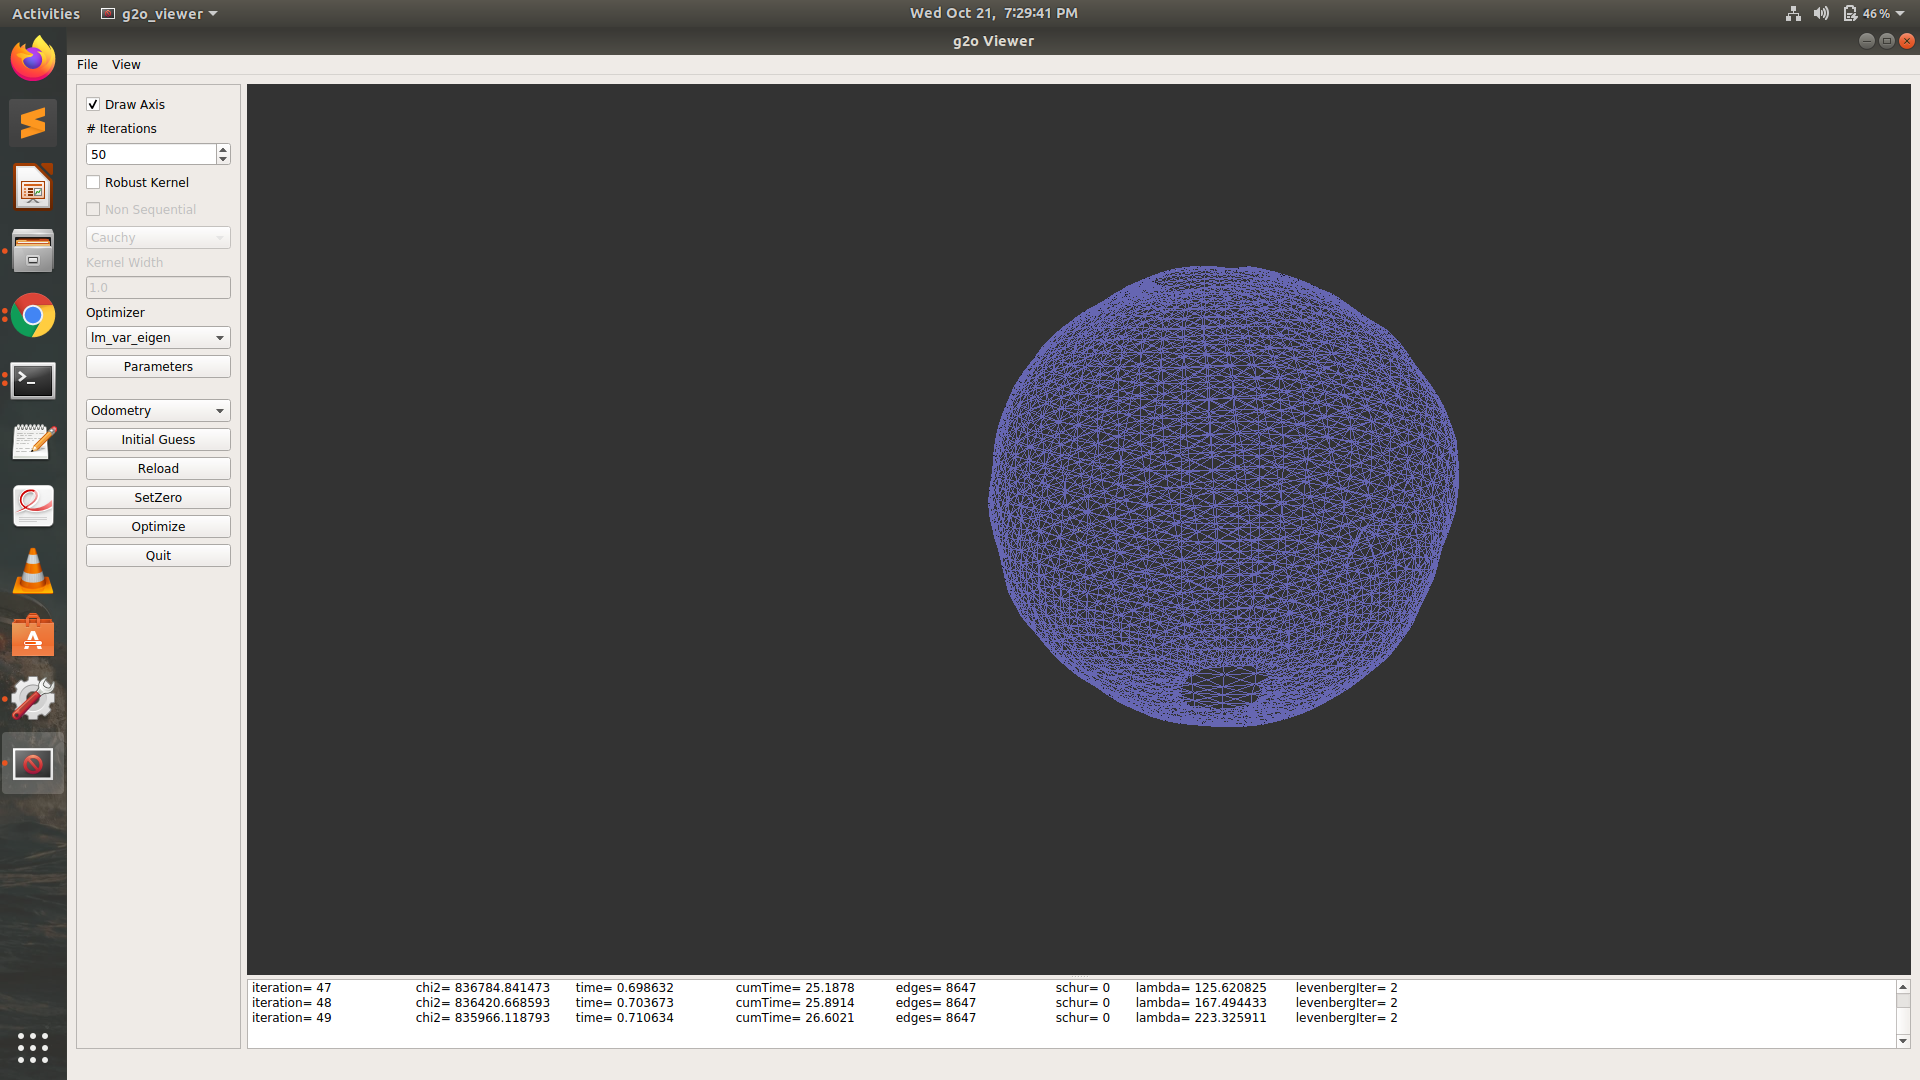 Activities g2o_viewer Wed Oct 21, 7:29:41 PM 46%
g2o Viewer
File View
Draw Axis
# Iterations
50
Robust Kernel
Non Sequential
Cauchy
Kernel Width
1.0
Optimizer
lm_var_eigen
Parameters
Odometry
Initial Guess
Reload
SetZero
Optimize
Quit
iteration= 47 chi2= 836784.841473 time= 0.698632 cumTime= 25.1878 edges= 8647 schur= 0 lambda= 125.620825 levenbergIter= 2
iteration= 48 chi2= 836420.668593 time= 0.703673 cumTime= 25.8914 edges= 8647 schur= 0 lambda= 167.494433 levenbergIter= 2
iteration= 49 chi2= 835966.118793 time= 0.710634 cumTime= 26.6021 edges= 8647 schur= 0 lambda= 223.325911 levenbergIter= 2